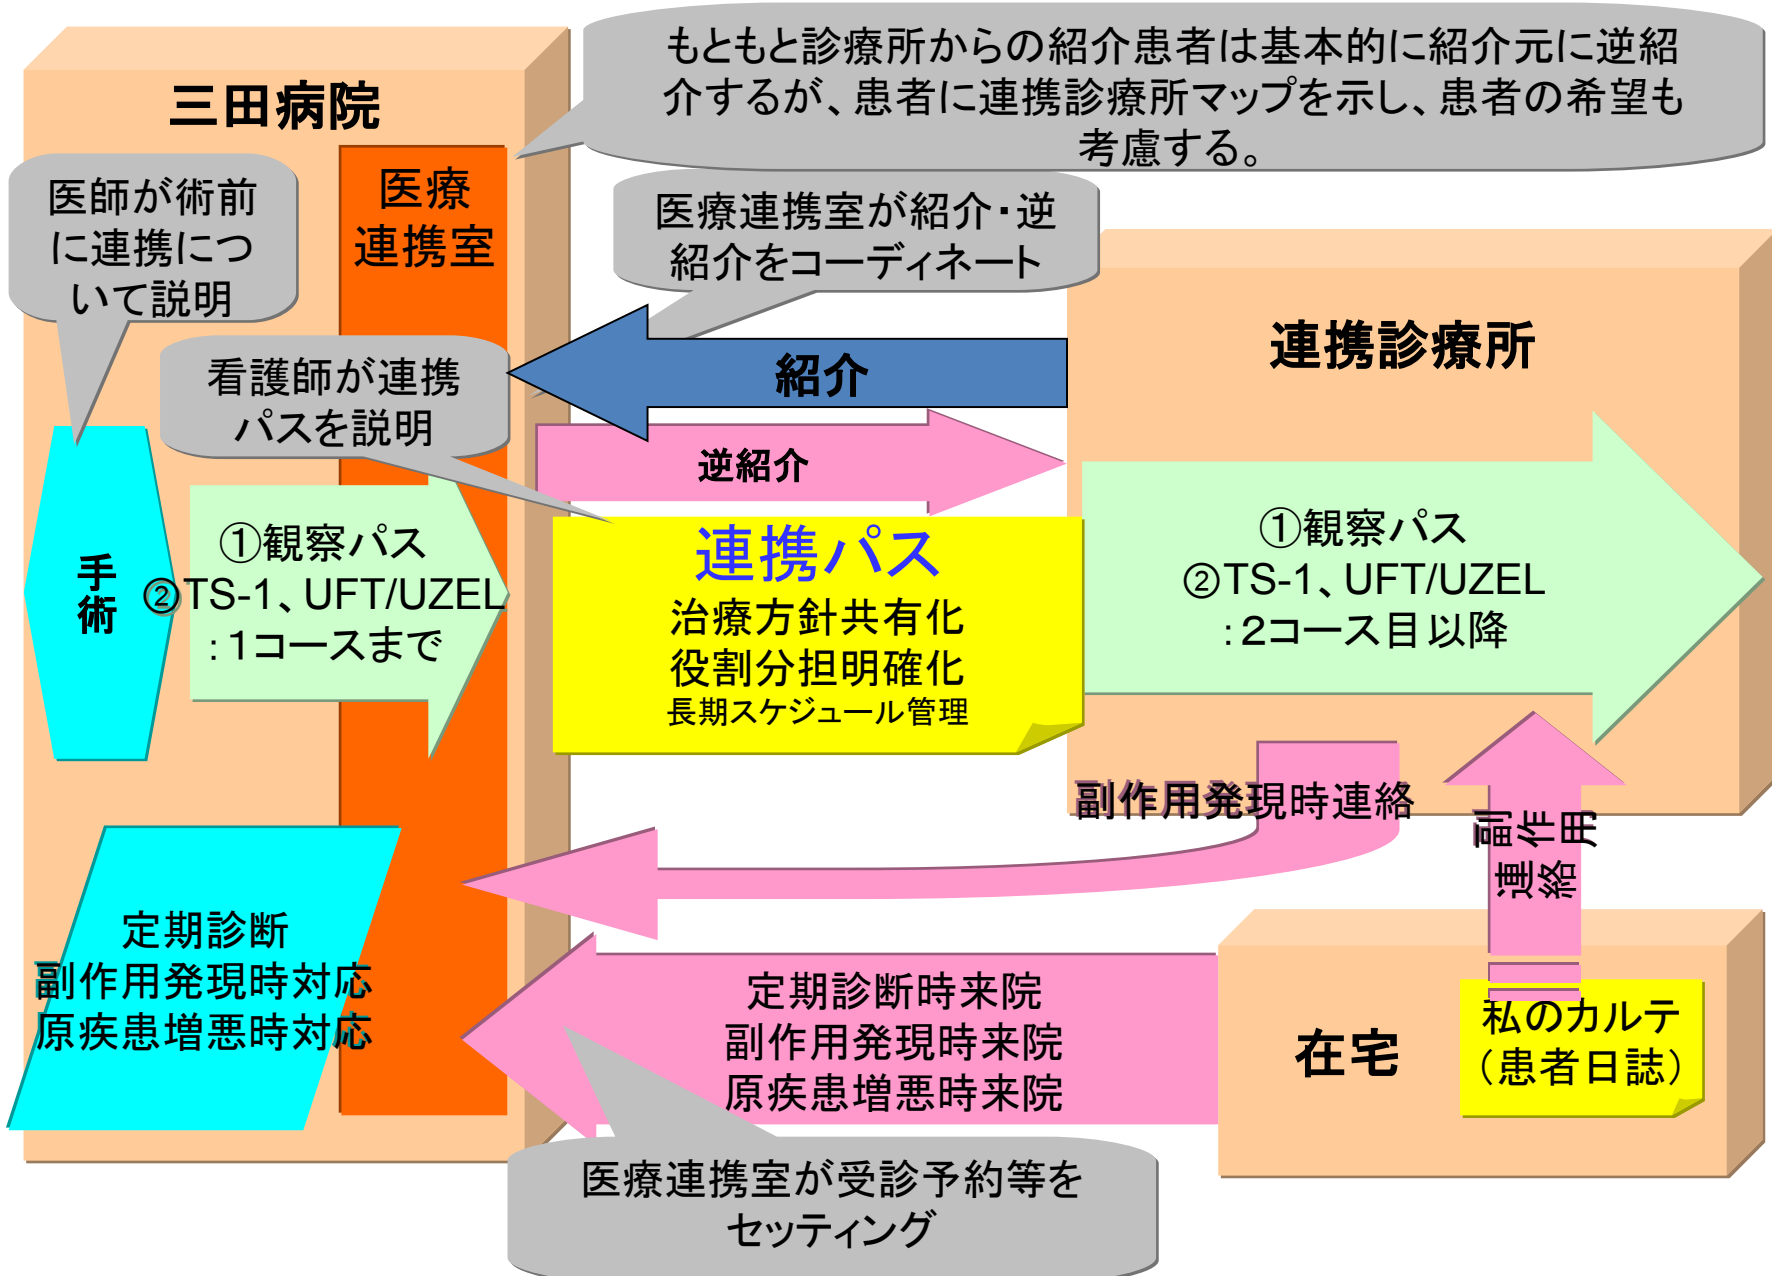 もともと診療所からの紹介患者は基本的に紹介元に逆紹
介するが、患者に連携診療所マップを示し、患者の希望も
考慮する。
三田病院
医療
連携室
医師が術前
に連携につ
いて説明
医療連携室が紹介・逆
紹介をコーディネート
連携診療所
看護師が連携
パスを説明
紹介
逆紹介
手術
①観察パス
②TS-1、UFT/UZEL
:1コースまで
連携パス
治療方針共有化
役割分担明確化
長期スケジュール管理
①観察パス
②TS-1、UFT/UZEL
:2コース目以降
副作用発現時連絡
副作用
連絡
定期診断
副作用発現時対応
原疾患増悪時対応
定期診断時来院
副作用発現時来院
原疾患増悪時来院
在宅
私のカルテ
(患者日誌)
医療連携室が受診予約等を
セッティング